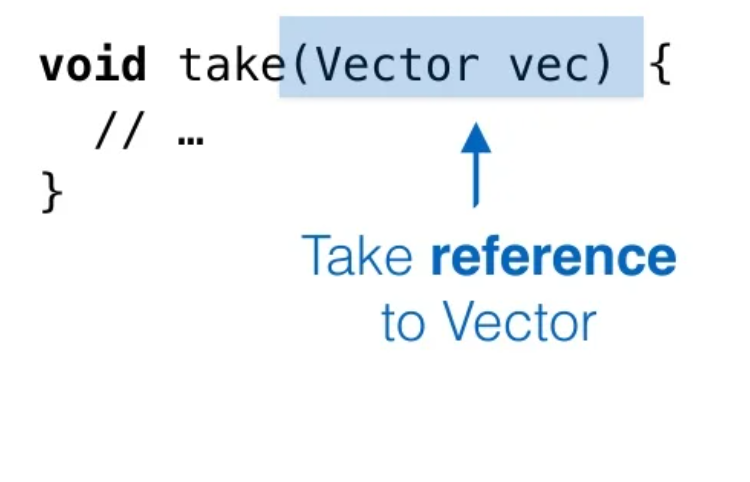 void take(Vector vec) {
  // …
}
Take reference
to Vector